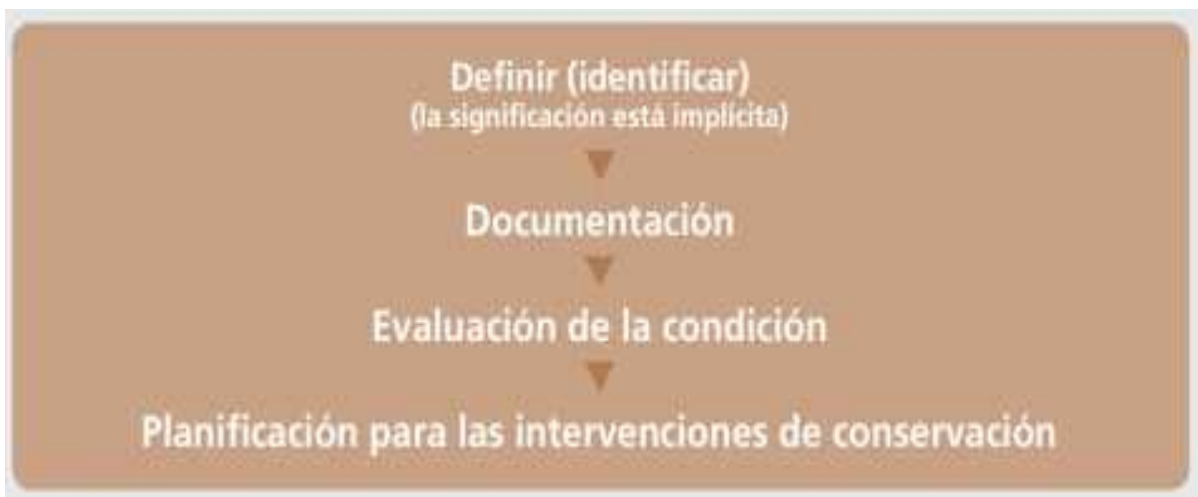 Definir (identificar)
(la significación está implícita)
Documentación
Evaluación de la condición
Planificación para las intervenciones de conservación